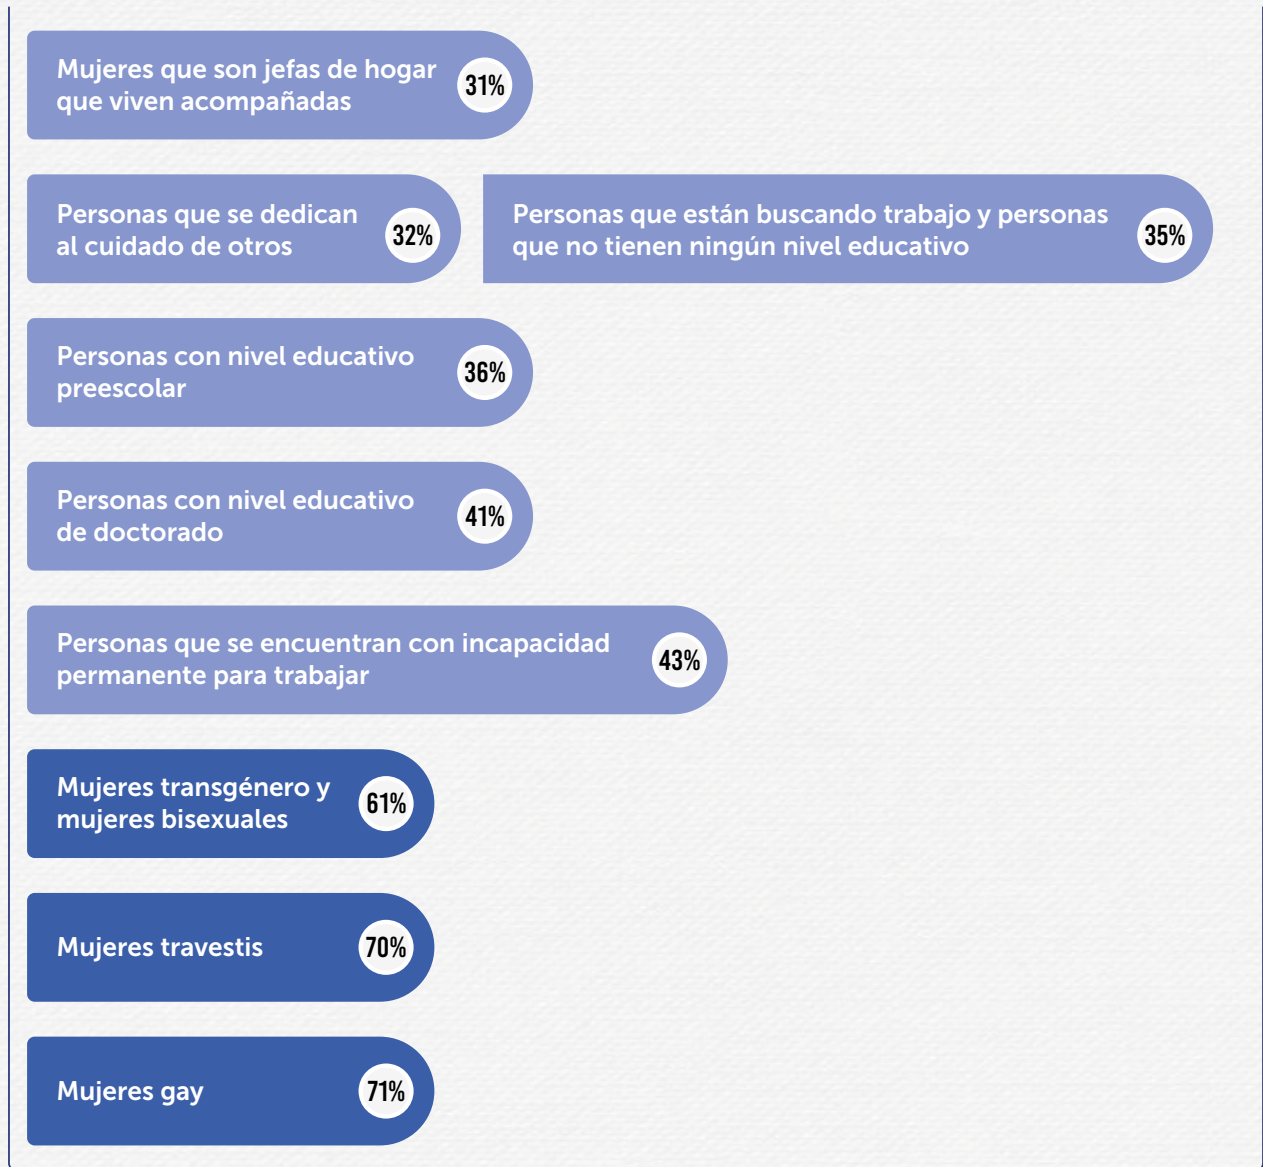 Mujeres que son jefas de hogar
que viven acompañadas
31%
Personas que se dedican
al cuidado de otros
32%
Personas que están buscando trabajo y personas
que no tienen ningún nivel educativo
35%
Personas con nivel educativo
preescolar
36%
Personas con nivel educativo
de doctorado
41%
Personas que se encuentran con incapacidad
permanente para trabajar
43%
Mujeres transgénero y
mujeres bisexuales
61%
Mujeres travestis
70%
Mujeres gay
71%